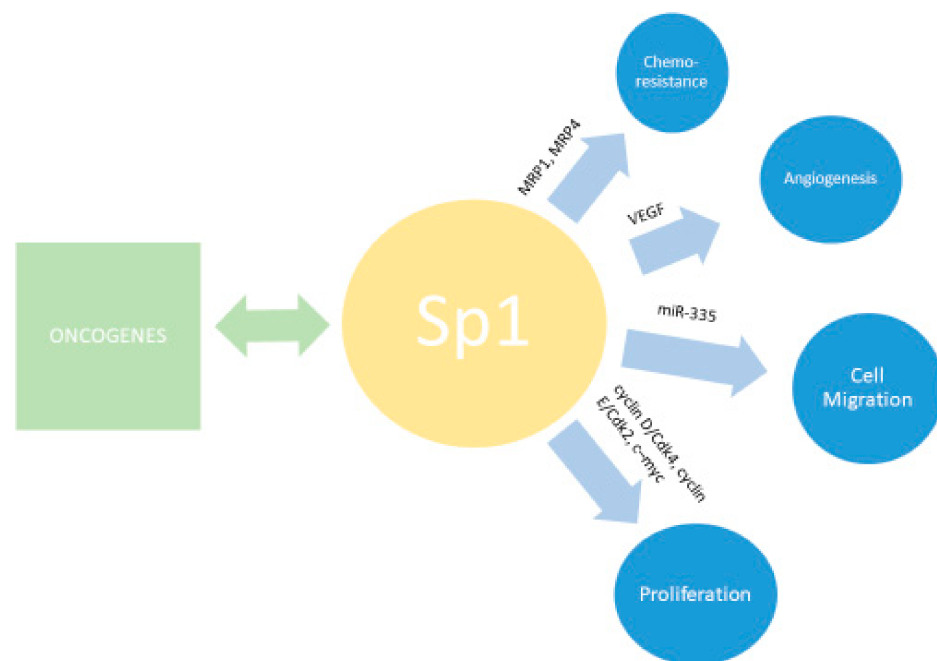 Chemo-
resistance
MRP1, MRP4
Angiogenesis
VEGF
miR-335
Sp1
ONCOGENES
Cell
Migration
cyclin D/Cdk4, cyclin
E/Cdk2, c-myc
Proliferation